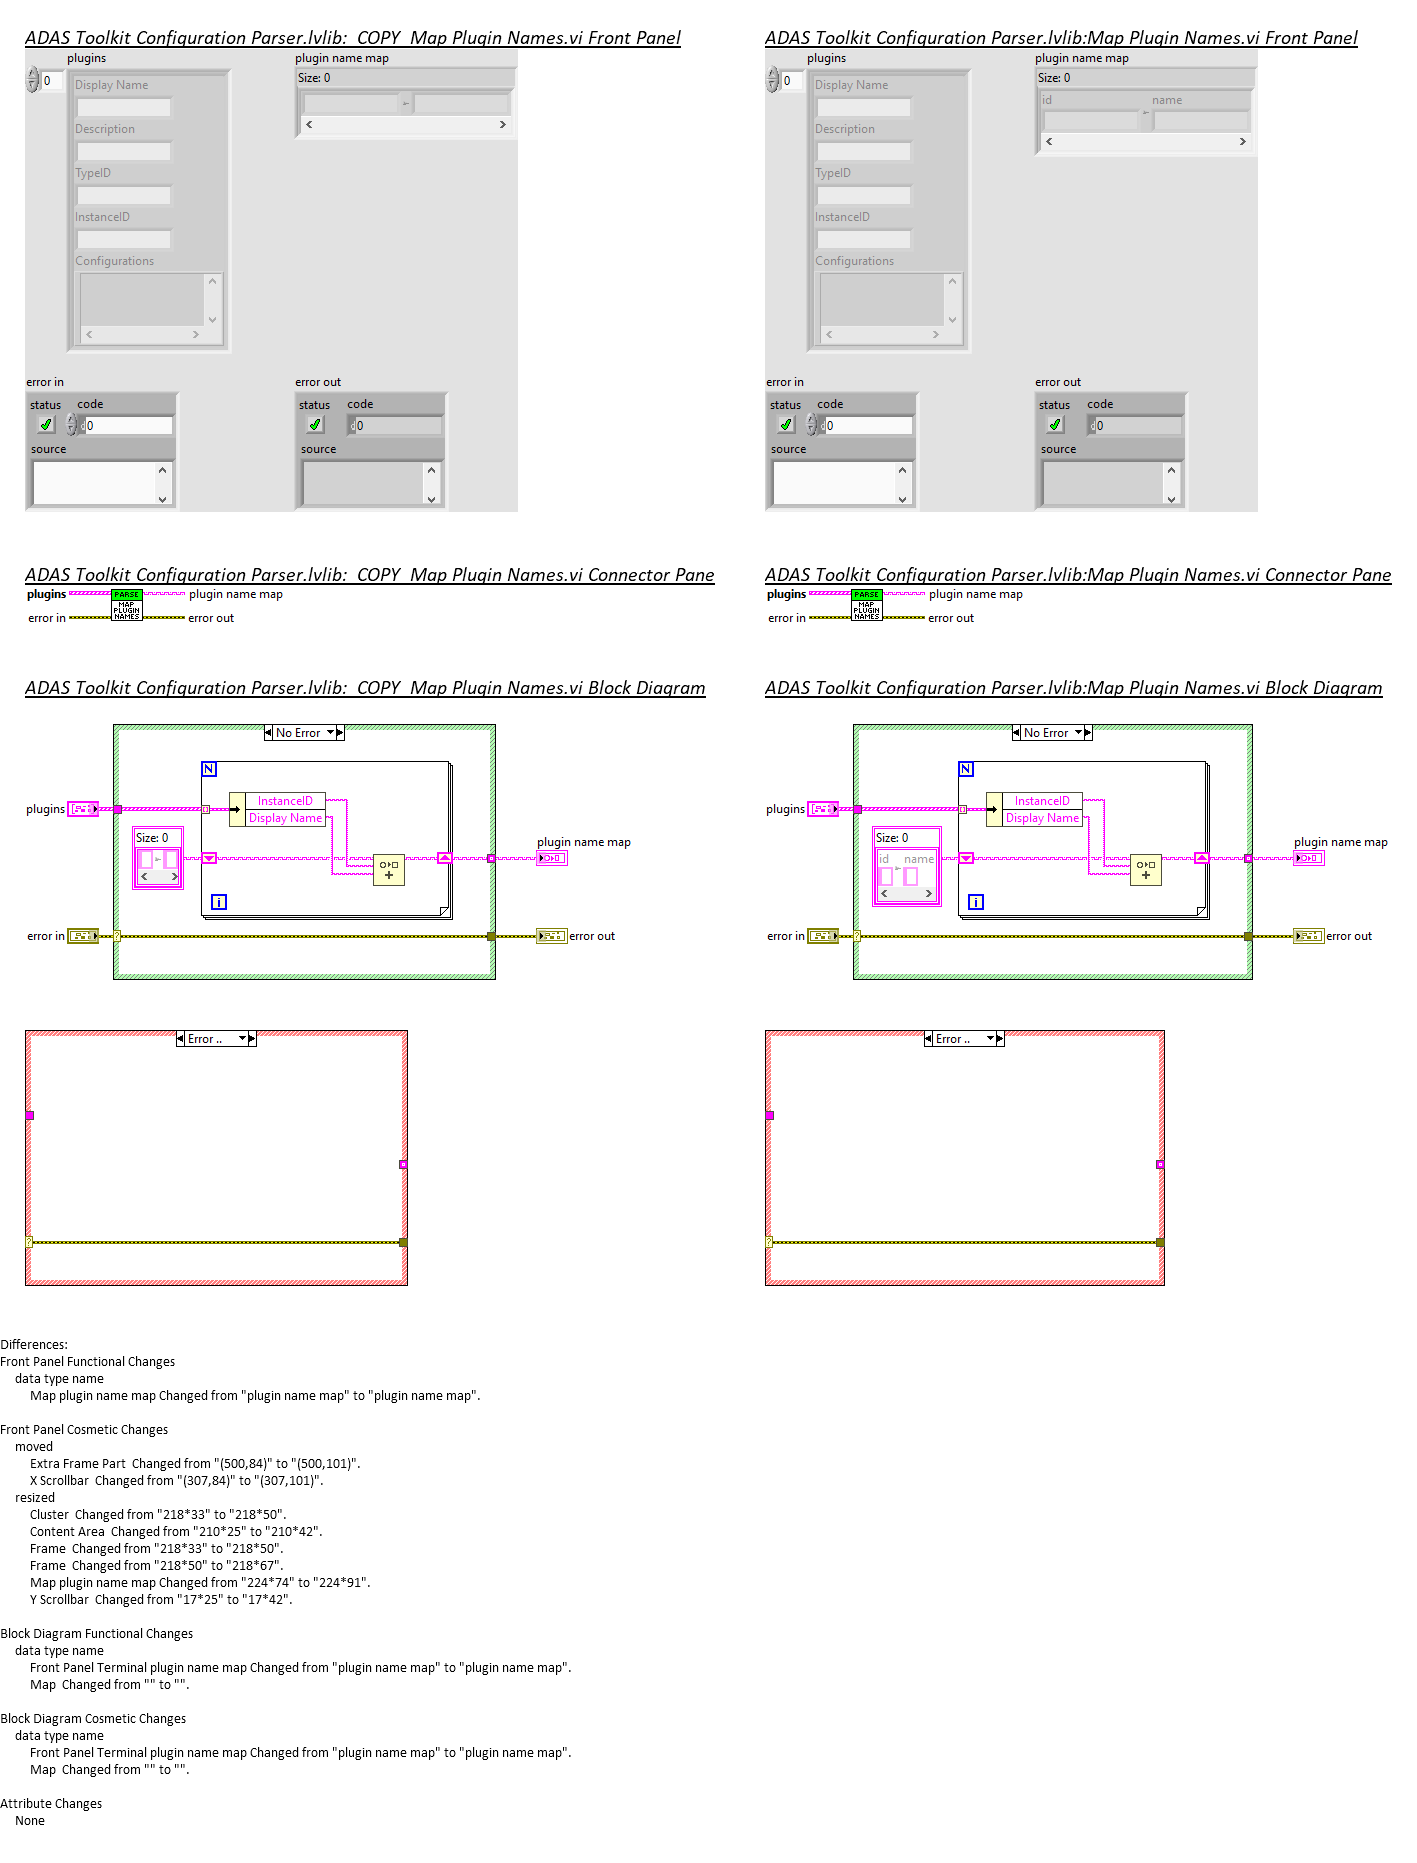 ADAS Toolkit Configuration Parser.lvlib:_COPY_Map Plugin Names.vi Front Panel
plugins
plugin name map
0
Size: 0
Display Name
Description
TypeID
InstanceID
Configurations
error in
error out
status
code
status
code
0
0
source
source
ADAS Toolkit Configuration Parser.lvlib:Map Plugin Names.vi Front Panel
plugins
plugin name map
0
Size: 0
Display Name
id
name
Description
TypeID
InstanceID
Configurations
error in
error out
status
code
status
code
0
0
source
source
ADAS Toolkit Configuration Parser.lvlib:_COPY_Map Plugin Names.vi Connector Pane
plugins
PARSE
plugin name map
MAP
PLUGIN
NAMES
error in
error out
ADAS Toolkit Configuration Parser.lvlib:Map Plugin Names.vi Connector Pane
plugins
PARSE
plugin name map
MAP
PLUGIN
NAMES
error in
error out
ADAS Toolkit Configuration Parser.lvlib:_COPY_Map Plugin Names.vi Block Diagram
No Error
N
InstanceID
plugins
Display Name
Size: 0
plugin name map
i
error in
?
error out
Error ..
?
ADAS Toolkit Configuration Parser.lvlib:Map Plugin Names.vi Block Diagram
No Error
N
InstanceID
plugins
Display Name
Size: 0
plugin name map
id name
i
error in
?
error out
Error ..
?
Differences:
Front Panel Functional Changes
data type name
Map plugin name map Changed from "plugin name map" to "plugin name map".
Front Panel Cosmetic Changes
moved
Extra Frame Part  Changed from "(500,84)" to "(500,101)".
X Scrollbar  Changed from "(307,84)" to "(307,101)".
resized
Cluster  Changed from "218*33" to "218*50".
Content Area  Changed from "210*25" to "210*42".
Frame  Changed from "218*33" to "218*50".
Frame  Changed from "218*50" to "218*67".
Map plugin name map Changed from "224*74" to "224*91".
Y Scrollbar  Changed from "17*25" to "17*42".
Block Diagram Functional Changes
data type name
Front Panel Terminal plugin name map Changed from "plugin name map" to "plugin name map".
Map  Changed from "" to "".
Block Diagram Cosmetic Changes
data type name
Front Panel Terminal plugin name map Changed from "plugin name map" to "plugin name map".
Map  Changed from "" to "".
Attribute Changes
None